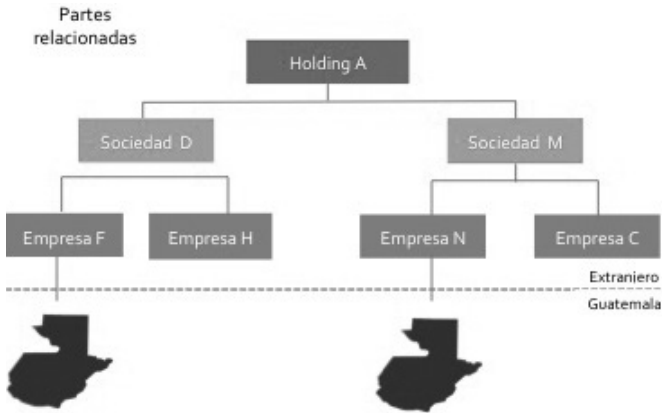 Partes
relacionadas
Holding A
Sociedad D
Sociedad M
Empresa F
Empresa H
Empresa N
Empresa C
Extranjero
Guatemala